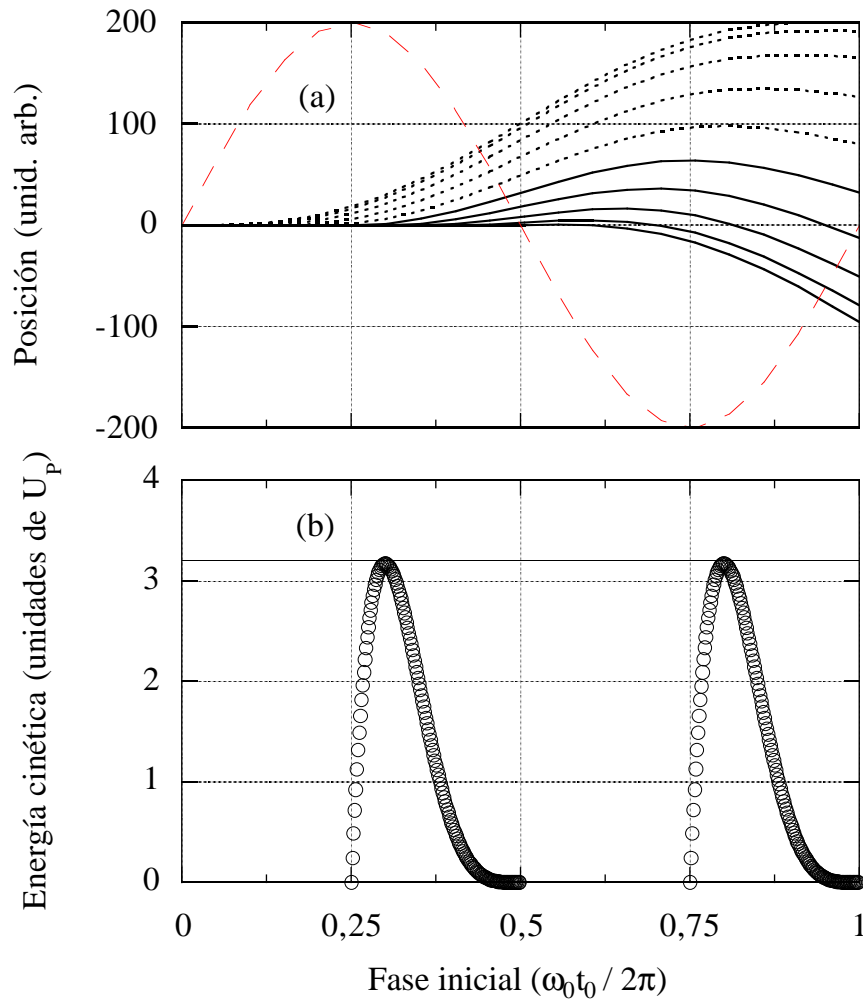 200
100
0
-100
-200
Posición (unid. arb.)
(a)
4
3
2
1
0
Energía cinética (unidades de U_P)
(b)
0 0,25 0,5 0,75 1
Fase inicial (ω₀t₀ / 2π)